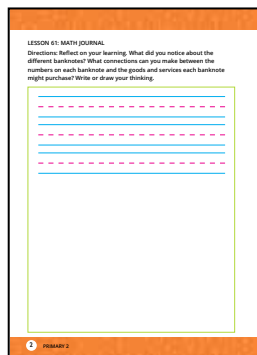 LESSON 61: MATH JOURNAL
Directions: Reflect on your learning. What did you notice about the
different banknotes? What connections can you make between the
numbers on each banknote and the goods and services each banknote
might purchase? Write or draw your thinking.
2 PRIMARY 2